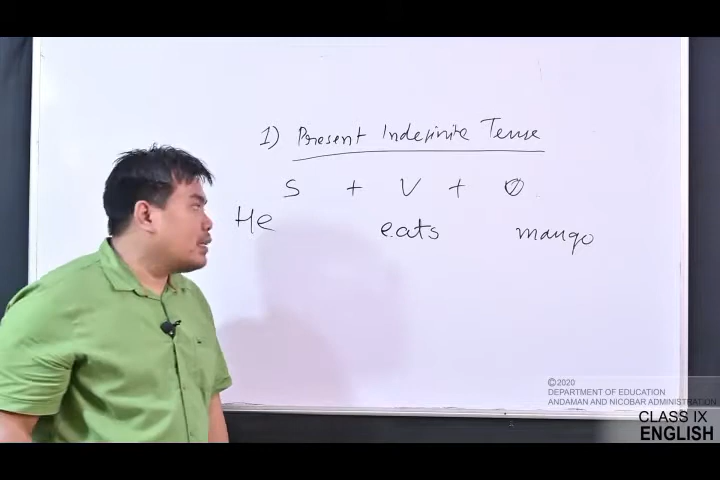 1) Present Indefinite Tense
S + V + O
He eats mango
©2020
DEPARTMENT OF EDUCATION
ANDAMAN AND NICOBAR ADMINISTRATION
CLASS IX
ENGLISH